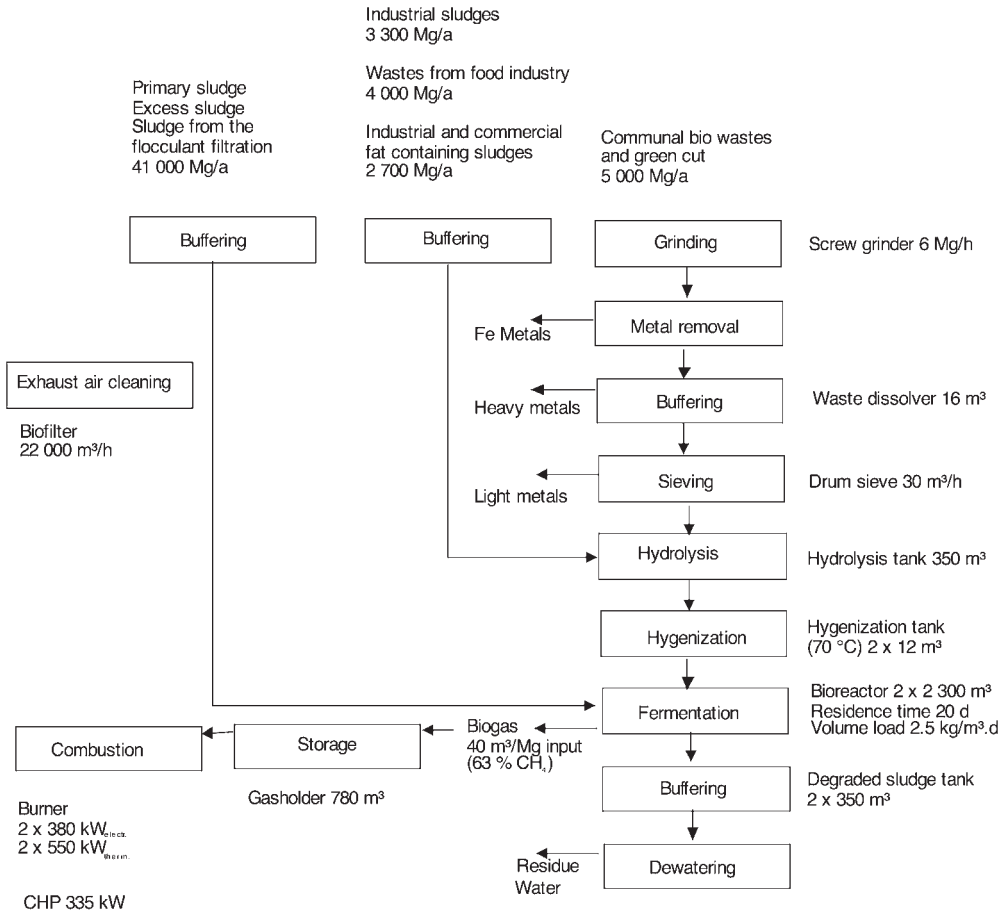 Industrial sludges
3 300 Mg/a
Wastes from food industry
4 000 Mg/a
Industrial and commercial
fat containing sludges
2 700 Mg/a
Primary sludge
Excess sludge
Sludge from the
flocculant filtration
41 000 Mg/a
Communal bio wastes
and green cut
5 000 Mg/a
Buffering
Buffering
Grinding
Screw grinder 6 Mg/h
Metal removal
Fe Metals
Exhaust air cleaning
Biofilter
22 000 m³/h
Buffering
Heavy metals
Waste dissolver 16 m³
Sieving
Light metals
Drum sieve 30 m³/h
Hydrolysis
Hydrolysis tank 350 m³
Hygenization
Hygenization tank
(70 °C) 2 x 12 m³
Fermentation
Bioreactor 2 x 2 300 m³
Residence time 20 d
Volume load 2.5 kg/m³.d
Biogas
40 m³/Mg input
(63 % CH₄)
Storage
Gasholder 780 m³
Combustion
Burner
2 x 380 kW electr.
2 x 550 kW therm.
CHP 335 kW
Buffering
Degraded sludge tank
2 x 350 m³
Dewatering
Residue
Water